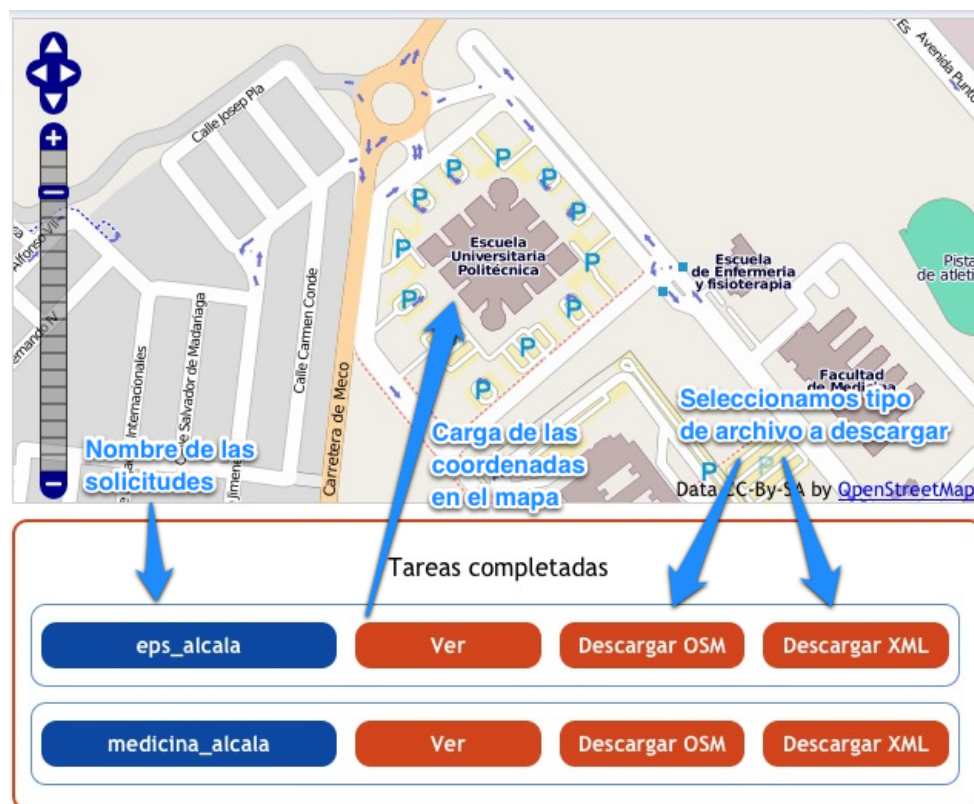 Es
Avenida Punto
Calle Josep Pla
Alfonso VII
Escuela
Universitaria
Politécnica
Escuela
de Enfermeria
y fisioterapia
Pista
de atleti
Calle Carmen Conde
Salvador de Madariaga
Internacionales
Fernando IV
Jimene
Carretera de Meco
Facultad
de Medicina
P
P
P
P
P
P
P
P
P
P
P
P
P
P
Nombre de las
solicitudes
Carga de las
coordenadas
en el mapa
Seleccionamos tipo
de archivo a descargar
Data CC-By-SA by OpenStreetMap
Tareas completadas
eps_alcala Ver Descargar OSM Descargar XML
medicina_alcala Ver Descargar OSM Descargar XML